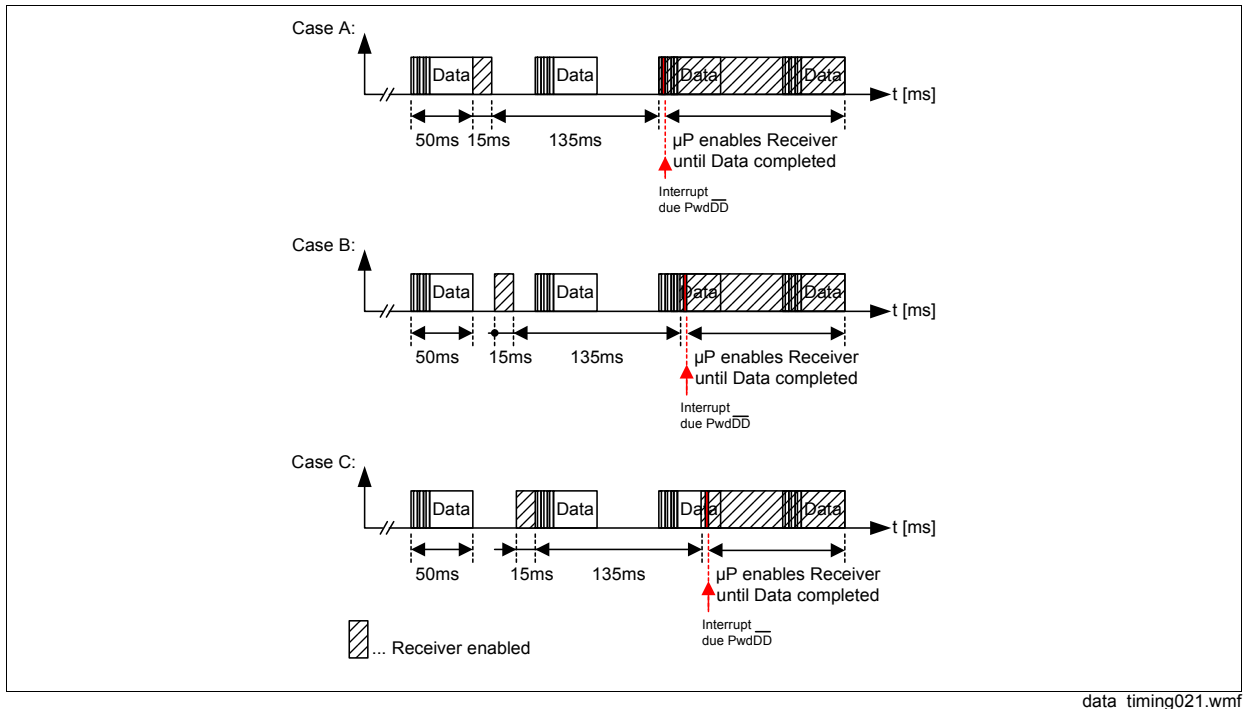 Case A:
Data
Data
Data
Data
t [ms]
50ms 15ms 135ms
µP enables Receiver
until Data completed
Interrupt
due PwdDD
Case B:
Data
Data
Data
Data
t [ms]
50ms 15ms 135ms
µP enables Receiver
until Data completed
Interrupt
due PwdDD
Case C:
Data
Data
Data
Data
t [ms]
50ms 15ms 135ms
µP enables Receiver
until Data completed
Interrupt
due PwdDD
... Receiver enabled
data_timing021.wmf